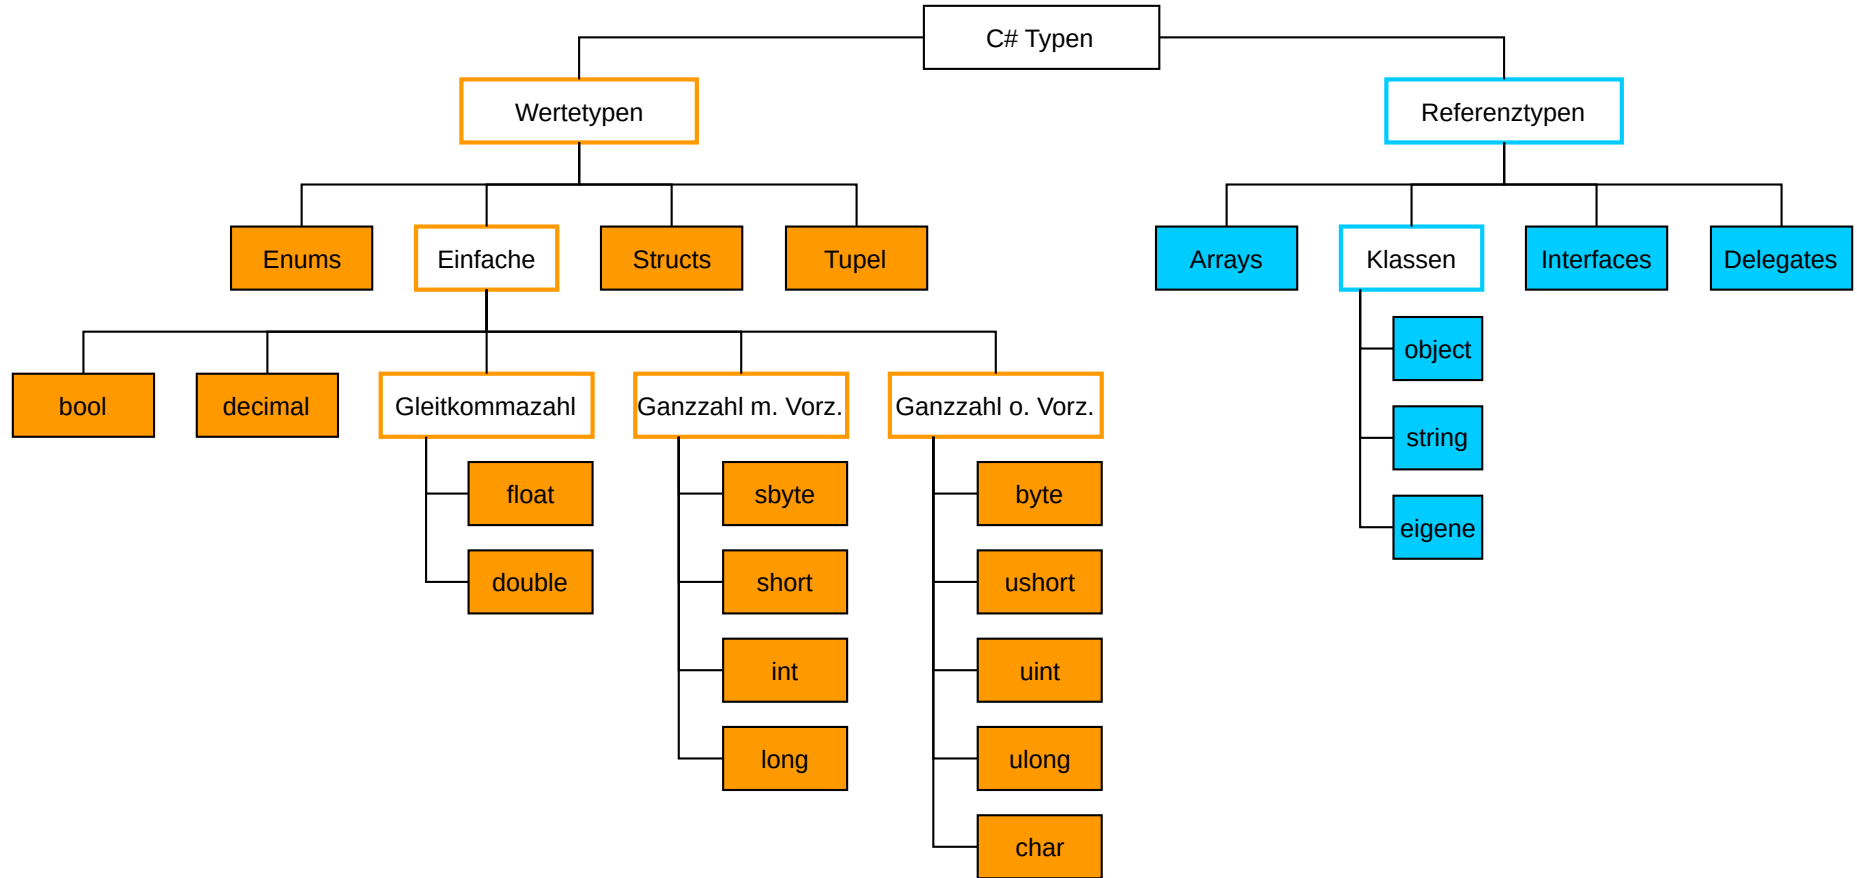 C# Typen
Wertetypen
Referenztypen
Enums
Einfache
Structs
Tupel
Arrays
Klassen
Interfaces
Delegates
object
string
eigene
bool
decimal
Gleitkommazahl
Ganzzahl m. Vorz.
Ganzzahl o. Vorz.
float
double
sbyte
short
int
long
byte
ushort
uint
ulong
char